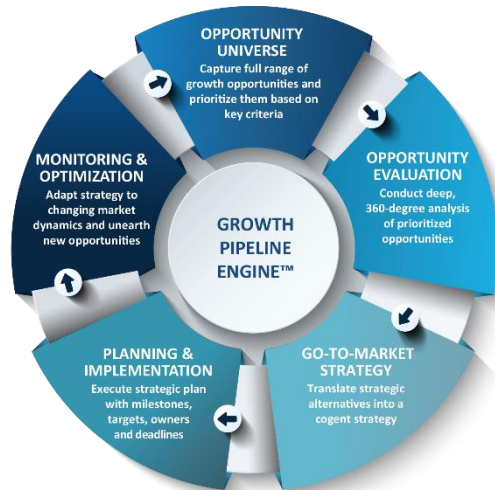 OPPORTUNITY
UNIVERSE
Capture full range of
growth opportunities and
prioritize them based on
key criteria
OPPORTUNITY
EVALUATION
Conduct deep,
360-degree analysis
of prioritized
opportunities
GO-TO-MARKET
STRATEGY
Translate strategic
alternatives into a
cogent strategy
PLANNING &
IMPLEMENTATION
Execute strategic plan
with milestones,
targets, owners
and deadlines
MONITORING &
OPTIMIZATION
Adapt strategy to
changing market
dynamics and unearth
new opportunities
GROWTH
PIPELINE
ENGINE™